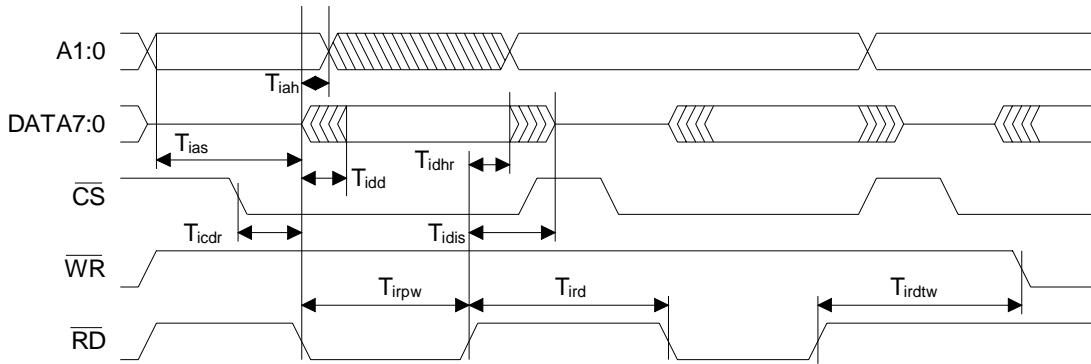 A1:0
Tiah
DATA7:0
Tias
Tidd
Tidhr
CS
Ticdr
Tidis
WR
Tirpw
Tird
Tirdtw
RD